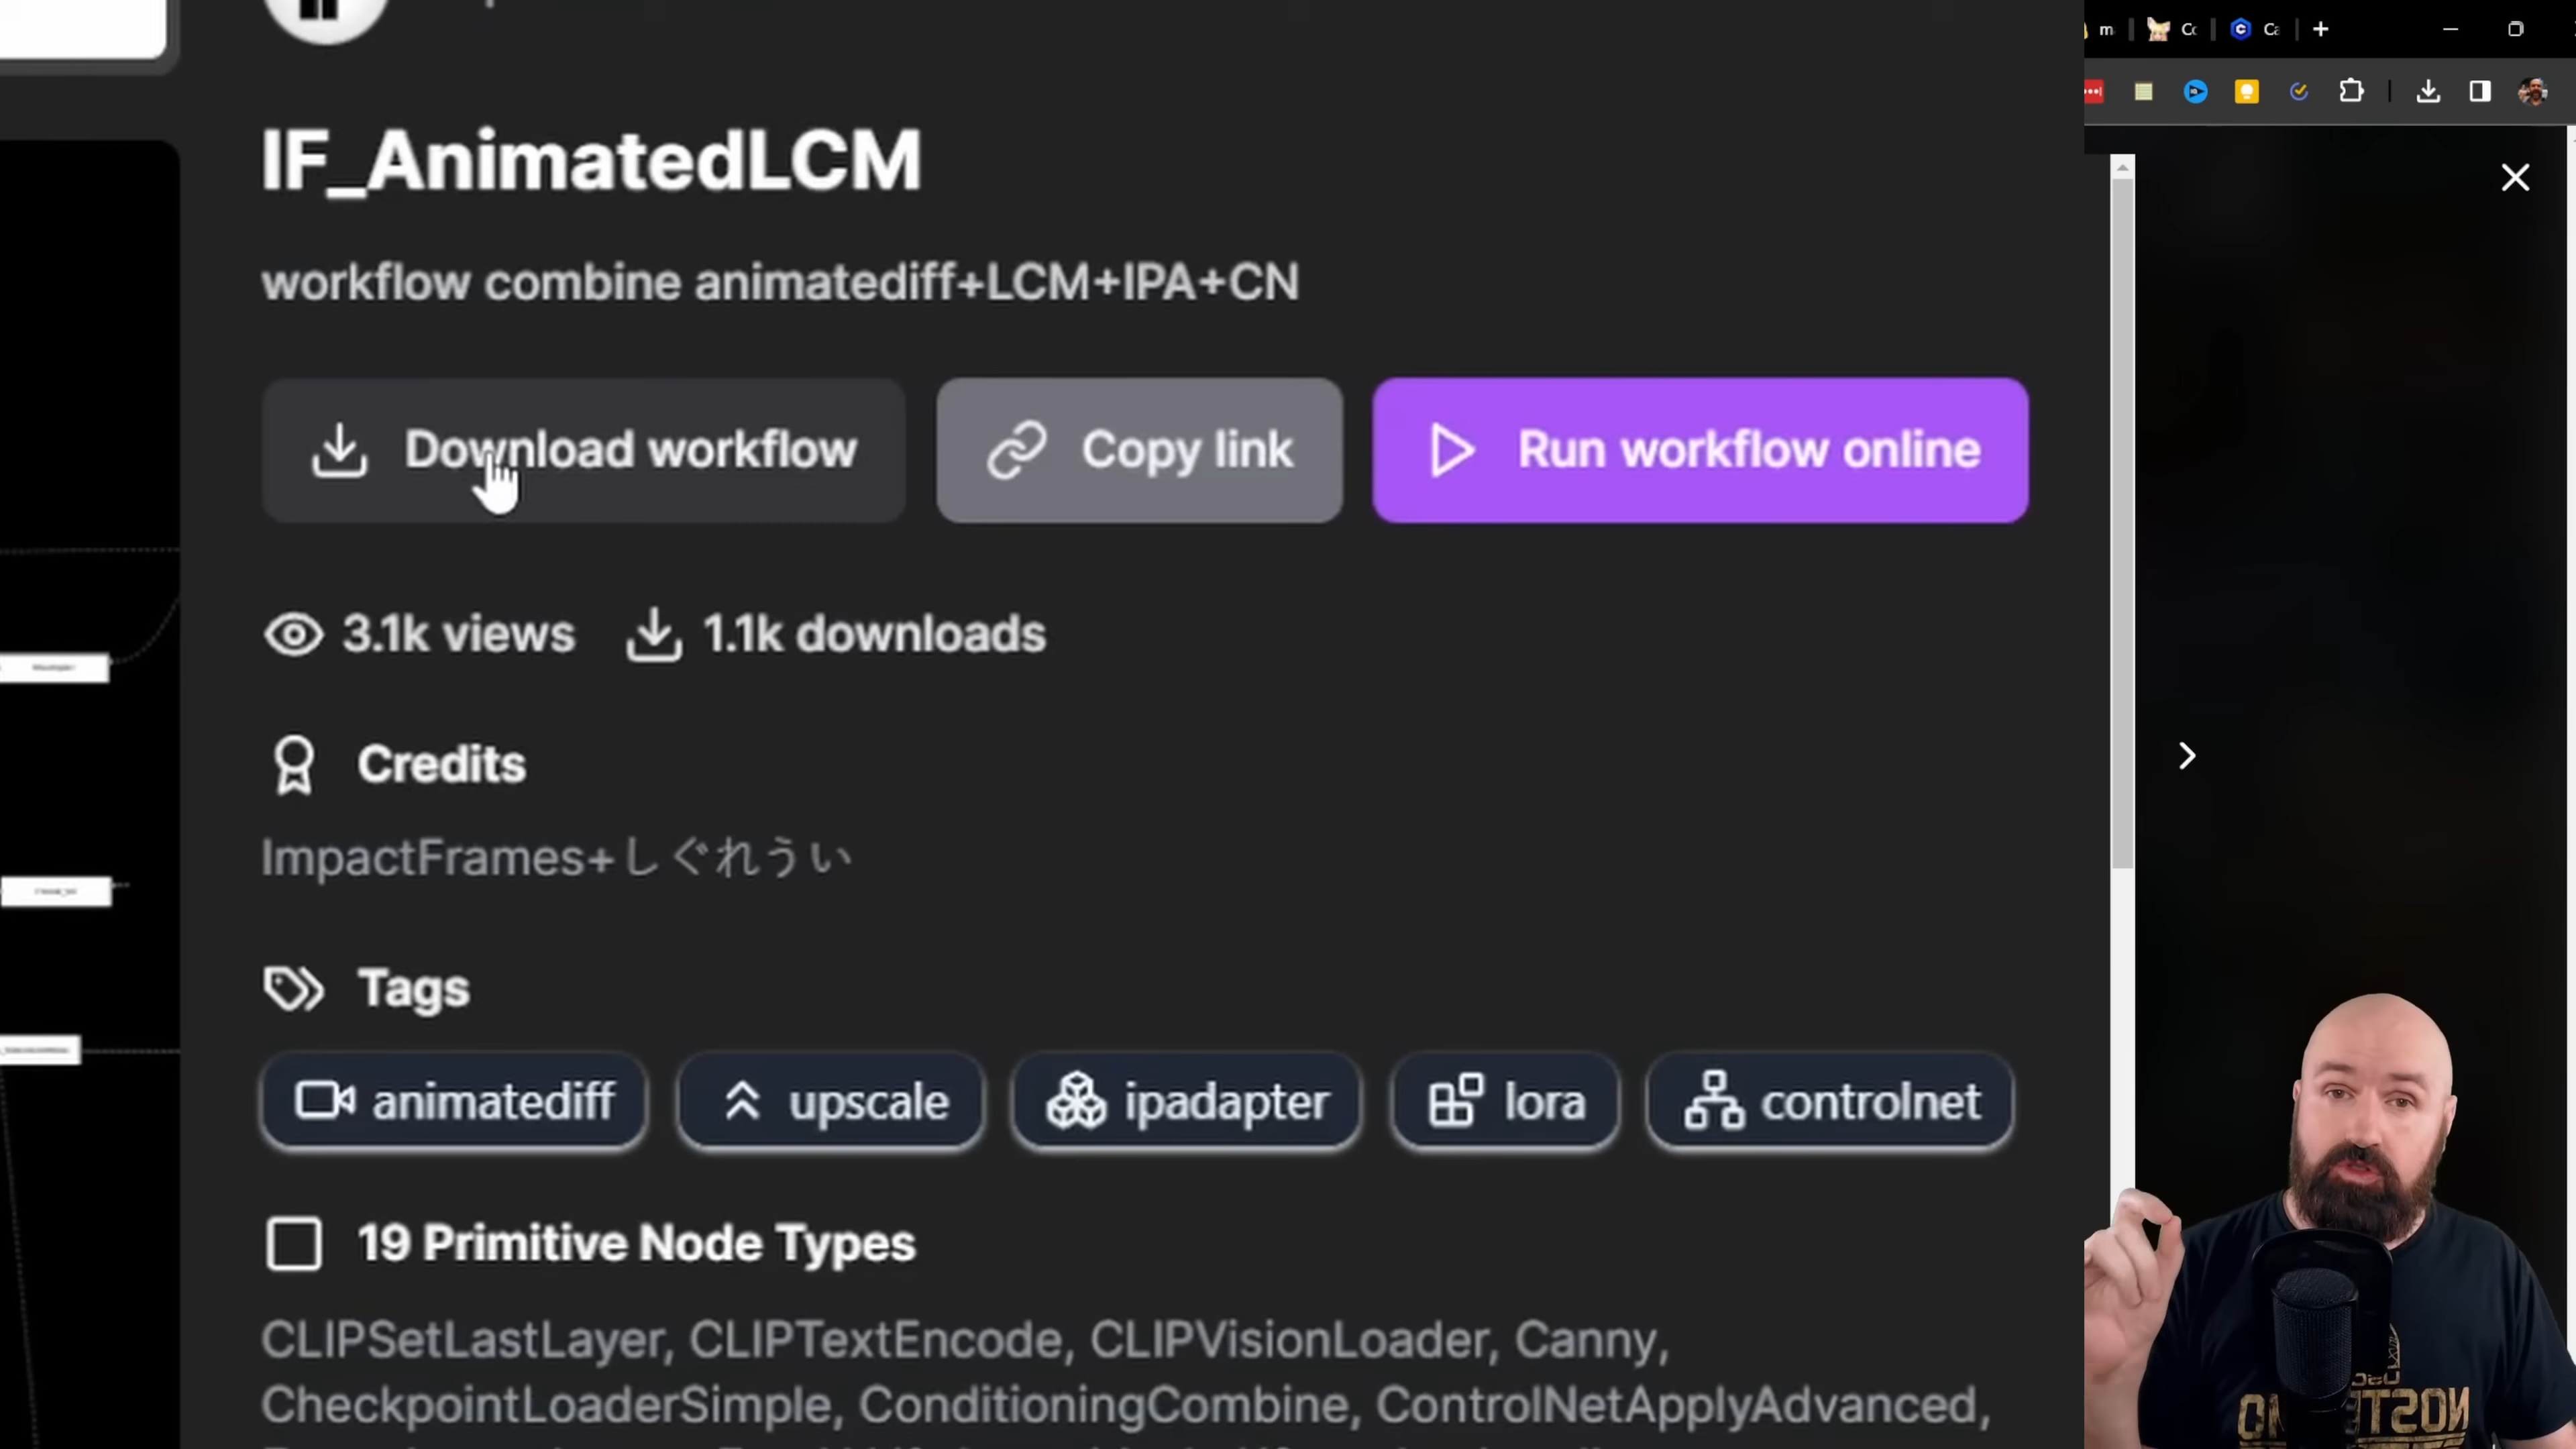 IF_AnimatedLCM
workflow combine animatediff+LCM+IPA+CN
Download workflow
Copy link
Run workflow online
3.1k views
1.1k downloads
Credits
ImpactFrames+しぐれうい
Tags
animatediff
upscale
ipadapter
lora
controlnet
19 Primitive Node Types
CLIPSetLastLayer, CLIPTextEncode, CLIPVisionLoader, Canny,
CheckpointLoaderSimple, ConditioningCombine, ControlNetApplyAdvanced,